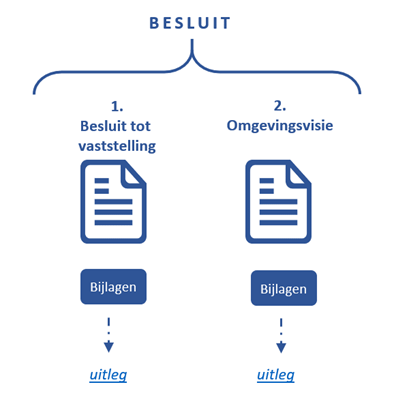 BESLUIT
1.
Besluit tot
vaststelling
2.
Omgevingsvisie
Bijlagen
Bijlagen
uitleg
uitleg